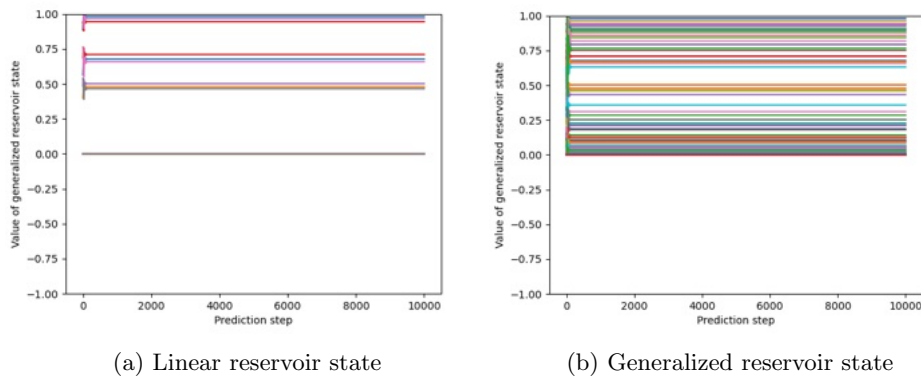 Value of generalized reservoir state
1.00
0.75
0.50
0.25
0.00
−0.25
−0.50
−0.75
−1.00
0 2000 4000 6000 8000 10000
Prediction step
(a) Linear reservoir state
Value of generalized reservoir state
1.00
0.75
0.50
0.25
0.00
−0.25
−0.50
−0.75
−1.00
0 2000 4000 6000 8000 10000
Prediction step
(b) Generalized reservoir state